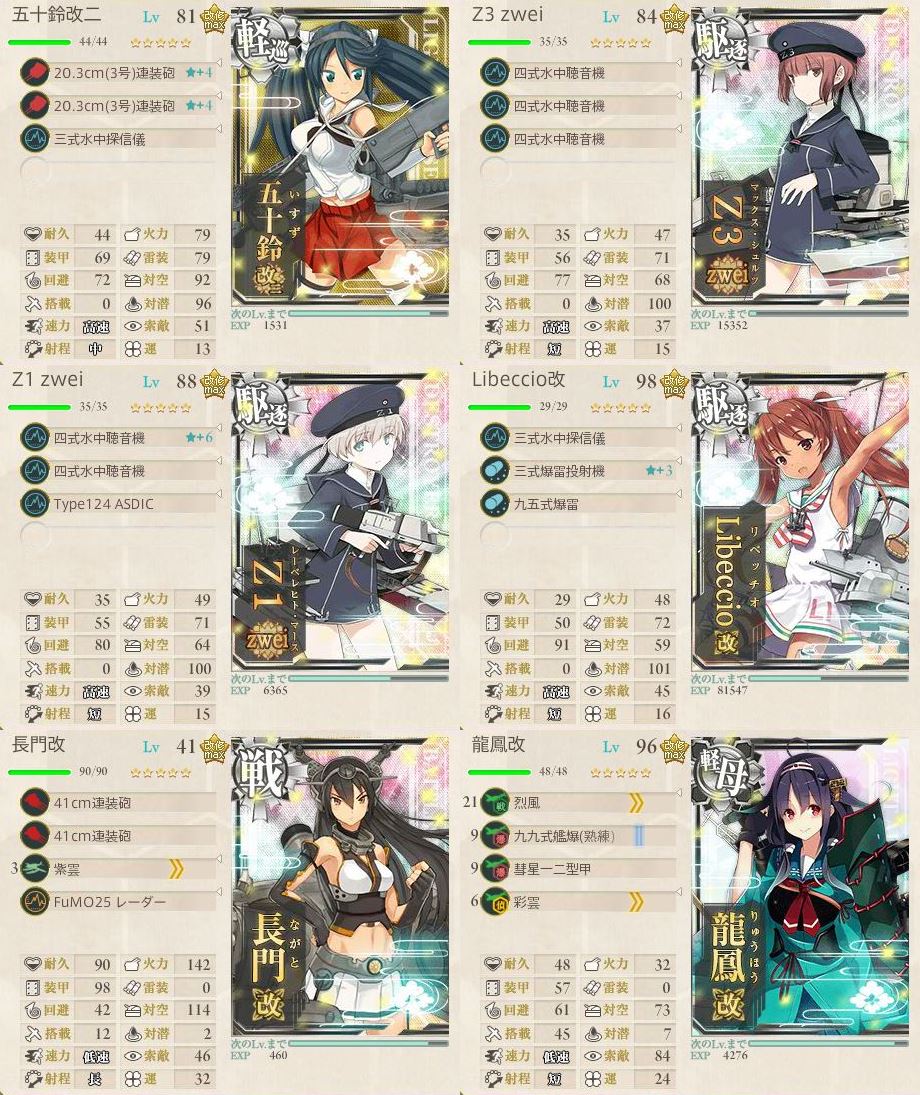 五十鈴改二 Lv 81 改修max
44/44
20.3cm(3号)連装砲 ★+4
20.3cm(3号)連装砲 ★+4
三式水中探信儀
耐久 44 火力 79
装甲 69 雷装 79
回避 72 対空 92
搭載 0 対潜 96
速力 高速 索敵 51
射程 中 運 13
軽巡
いすず
五十鈴
改二
次のLv.まで
EXP 1531
Z3 zwei Lv 84 改修max
35/35
四式水中聴音機
四式水中聴音機
四式水中聴音機
耐久 35 火力 47
装甲 56 雷装 71
回避 77 対空 68
搭載 0 対潜 100
速力 高速 索敵 37
射程 短 運 15
駆逐
Z3
マックス・シュルツ
Z3
zwei
次のLv.まで
EXP 15352
Z1 zwei Lv 88 改修max
35/35
四式水中聴音機 ★+6
四式水中聴音機
Type124 ASDIC
耐久 35 火力 49
装甲 55 雷装 71
回避 80 対空 64
搭載 0 対潜 100
速力 高速 索敵 39
射程 短 運 15
駆逐
Z1
レーベレヒト・マース
Z1
zwei
次のLv.まで
EXP 6365
Libeccio改 Lv 98 改修max
29/29
三式水中探信儀
三式爆雷投射機 ★+3
九五式爆雷
耐久 29 火力 48
装甲 50 雷装 72
回避 91 対空 59
搭載 0 対潜 101
速力 高速 索敵 45
射程 短 運 16
駆逐
リベッチオ
Libeccio
改
次のLv.まで
EXP 81547
長門改 Lv 41 改修max
90/90
41cm連装砲
41cm連装砲
3 紫雲
FuMO25 レーダー
耐久 90 火力 142
装甲 98 雷装 0
回避 42 対空 114
搭載 12 対潜 2
速力 低速 索敵 46
射程 長 運 32
戦
ながと
長門
改
次のLv.まで
EXP 460
龍鳳改 Lv 96 改修max
48/48
21 戦 烈風
9 爆 九九式艦爆(熟練)
9 爆 彗星一二型甲
6 偵 彩雲
耐久 48 火力 32
装甲 57 雷装 0
回避 61 対空 73
搭載 45 対潜 7
速力 低速 索敵 84
射程 短 運 24
軽母
りゅうほう
龍鳳
改
次のLv.まで
EXP 4276